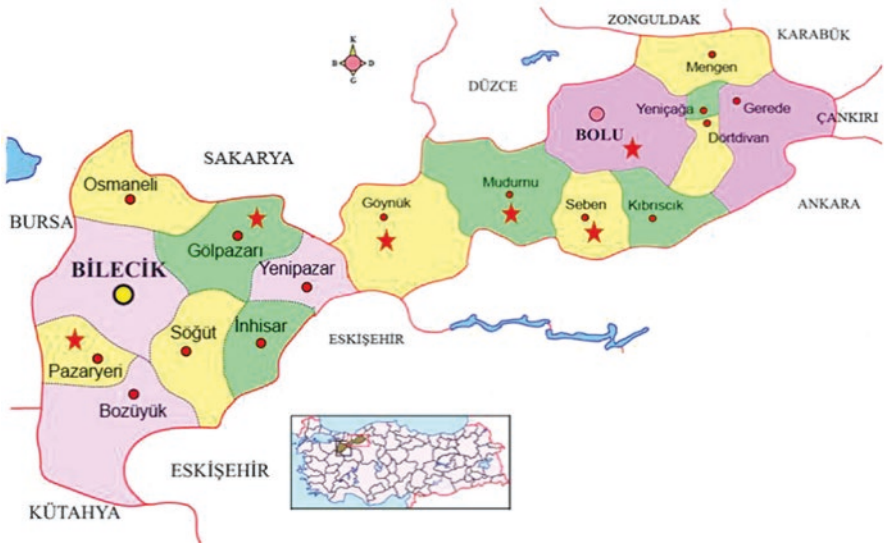 ZONGULDAK
KARABÜK
K
B D
G
Mengen
DÜZCE
Yeniçağa
Gerede
ÇANKIRI
BOLU
Dörtdivan
SAKARYA
Osmaneli
Mudurnu
Göynük
Seben
Kıbrıscık
ANKARA
BURSA
Gölpazarı
Yenipazar
BİLECİK
Söğüt
İnhisar
ESKİŞEHİR
Pazaryeri
Bozüyük
ESKİŞEHİR
KÜTAHYA